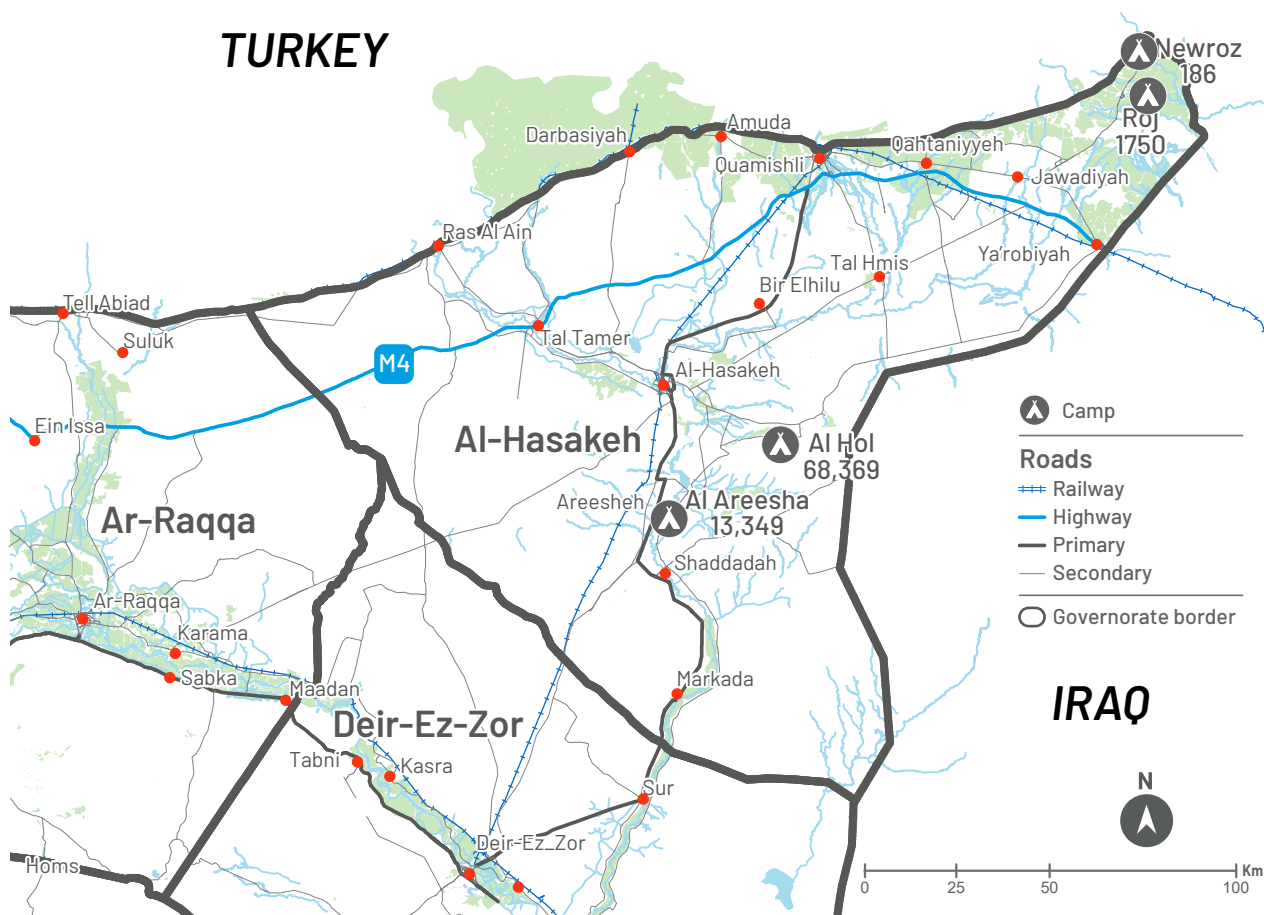 TURKEY
Newroz
186
Roj
1750
Amuda
Darbasiyah
Quamishli
Qahtaniyyeh
Jawadiyah
Ras Al Ain
Ya'robiyah
Tal Hmis
Bir Elhilu
Tell Abiad
Suluk
Tal Tamer
M4
Al-Hasakeh
Ein Issa
Al-Hasakeh
Al Hol
68,369
Areesheh
Al Areesha
13,349
Ar-Raqqa
Shaddadah
Ar-Raqqa
Karama
Sabka
Maadan
Markada
Deir-Ez-Zor
Tabni
Kasra
Sur
Deir-Ez_Zor
Homs
Camp
Roads
Railway
Highway
Primary
Secondary
Governorate border
IRAQ
N
Km
0 25 50 100